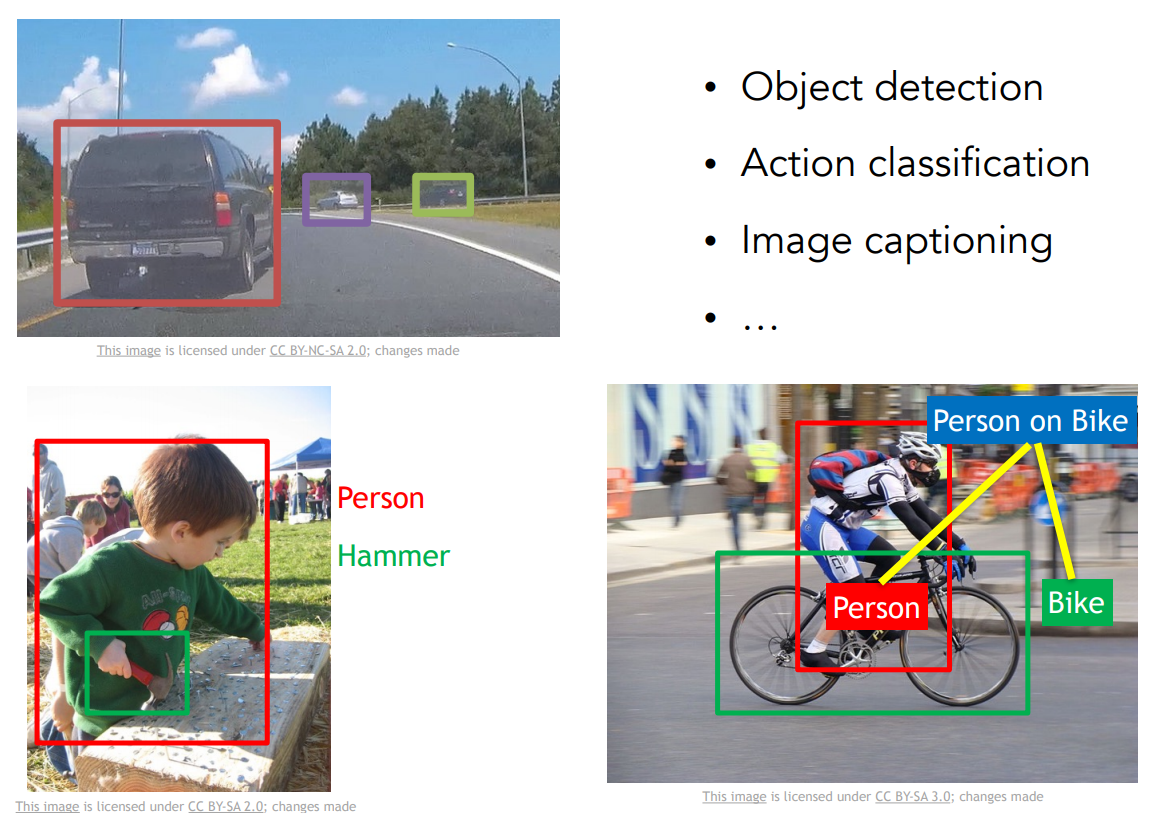 • Object detection
• Action classification
• Image captioning
• ...
This image is licensed under CC BY-NC-SA 2.0; changes made
Person
Hammer
This image is licensed under CC BY-SA 2.0; changes made
Person on Bike
Person
Bike
This image is licensed under CC BY-SA 3.0; changes made